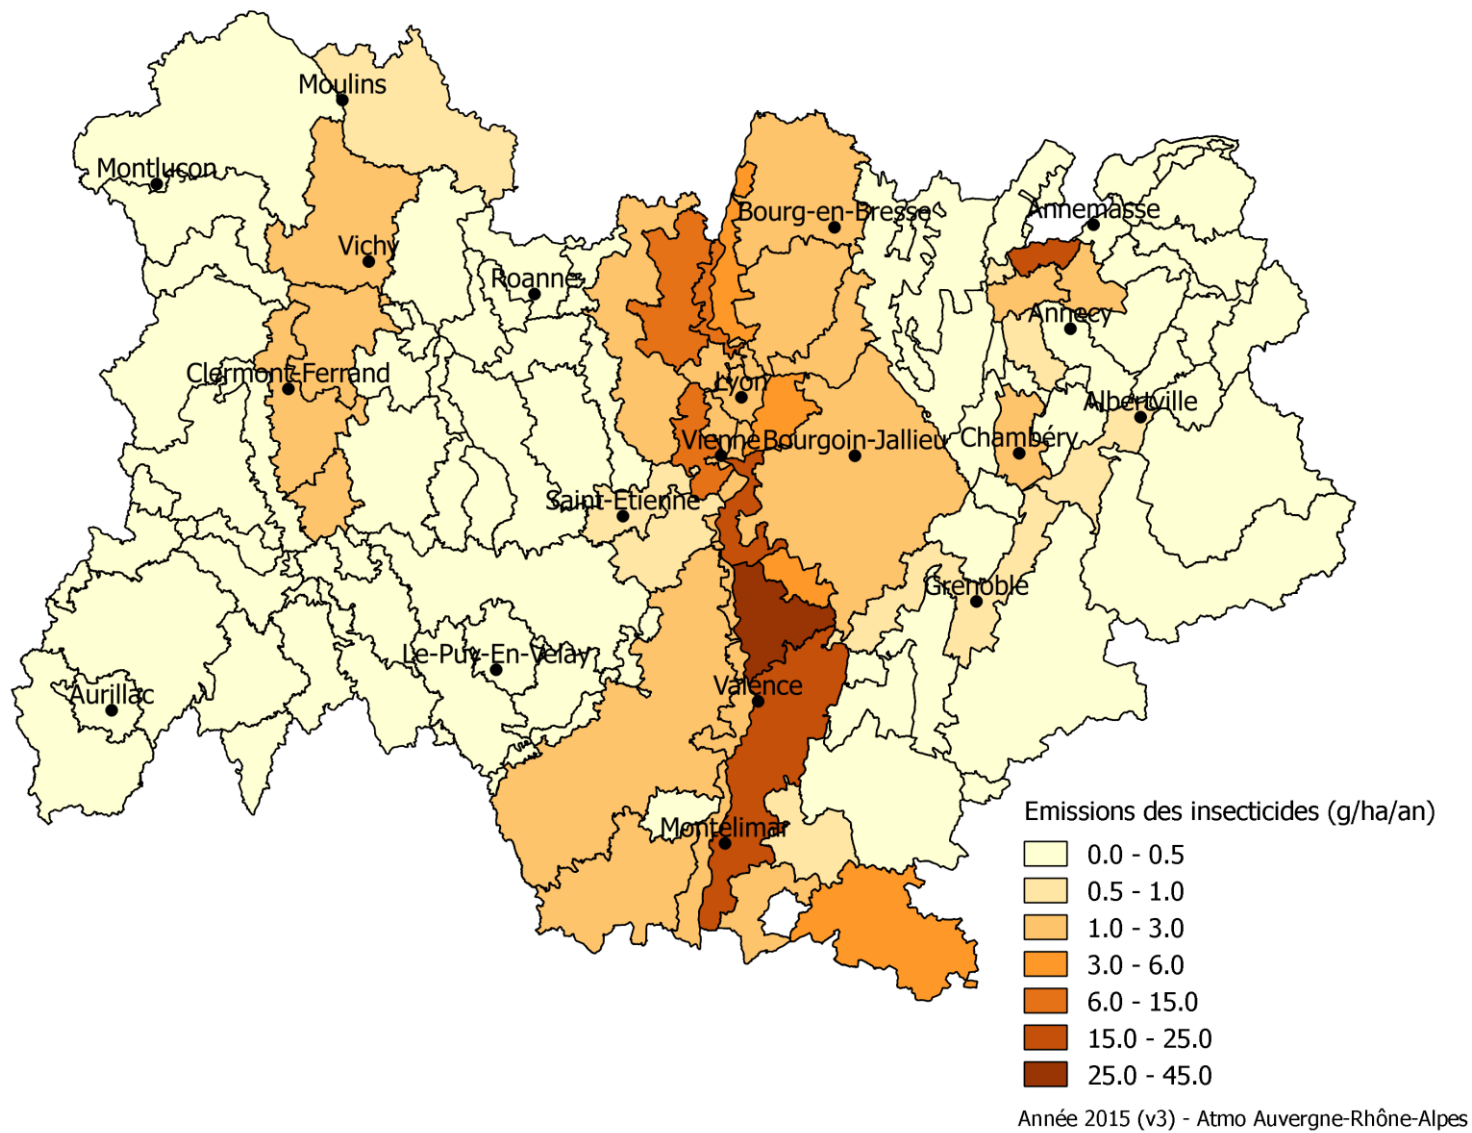 Moulins
Montluçon
Vichy
Bourg-en-Bresse
Annemasse
Roanne
Annecy
Clermont-Ferrand
Lyon
Albertville
Vienne
Bourgoin-Jallieu
Chambéry
Saint-Etienne
Grenoble
Le-Puy-En-Velay
Aurillac
Valence
Montélimar
Emissions des insecticides (g/ha/an)
0.0 - 0.5
0.5 - 1.0
1.0 - 3.0
3.0 - 6.0
6.0 - 15.0
15.0 - 25.0
25.0 - 45.0
Année 2015 (v3) - Atmo Auvergne-Rhône-Alpes